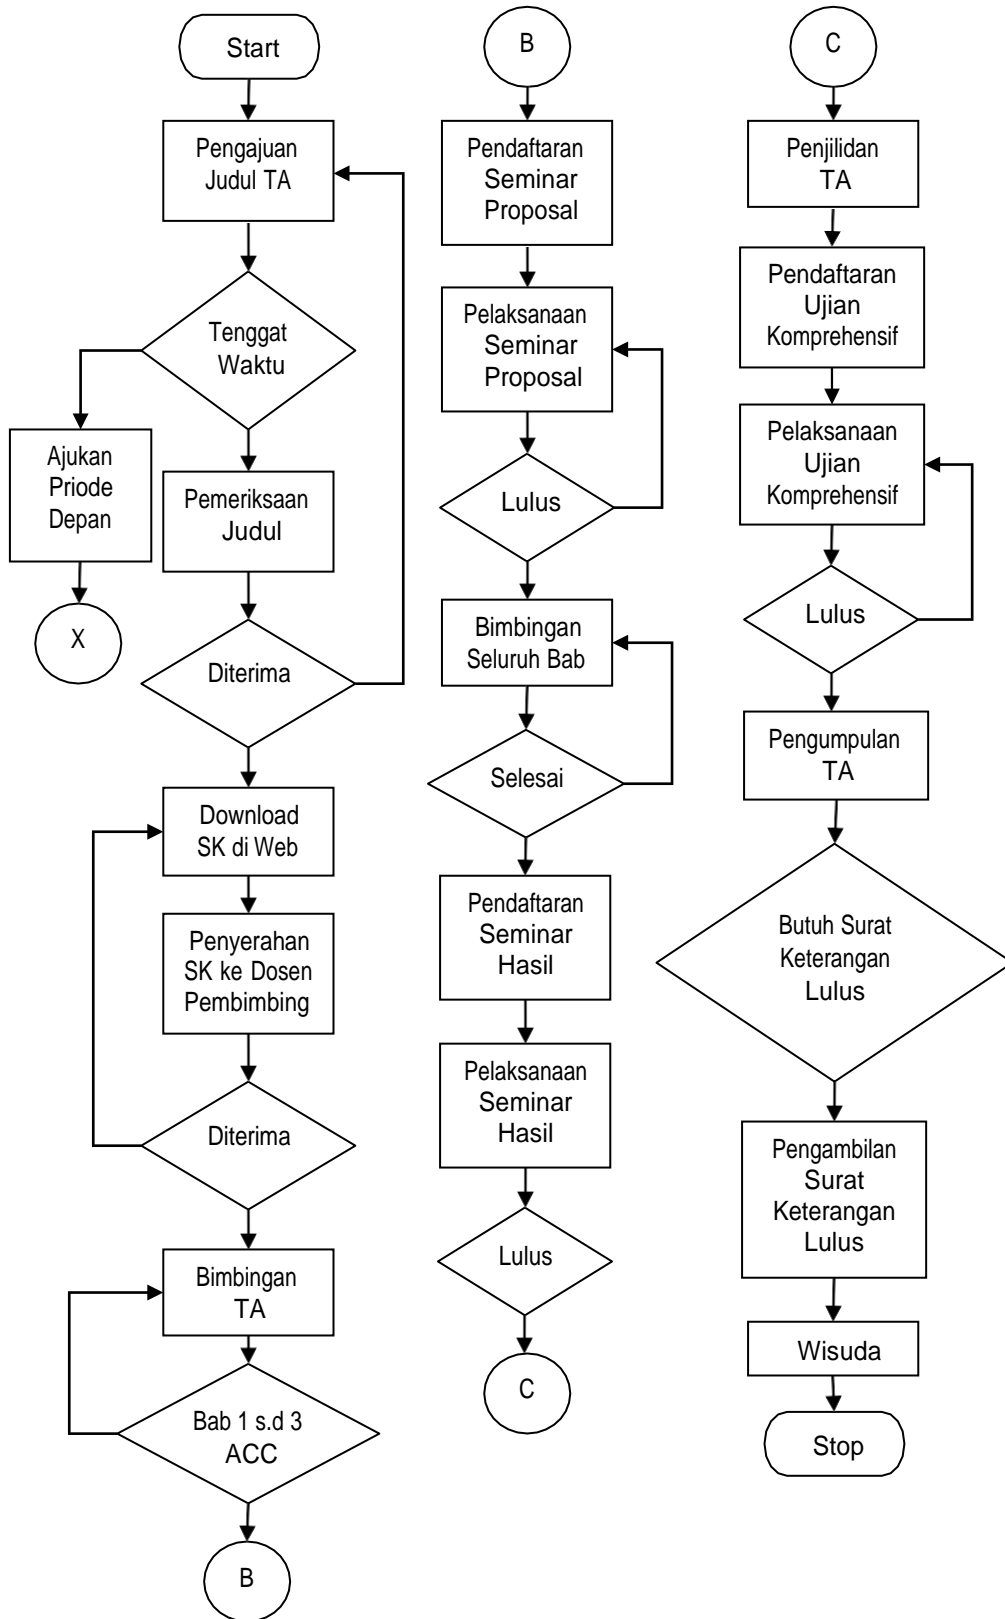 Start
Pengajuan
Judul TA
Tenggat
Waktu
Ajukan
Priode
Depan
X
Pemeriksaan
Judul
Diterima
Download
SK di Web
Penyerahan
SK ke Dosen
Pembimbing
Diterima
Bimbingan
TA
Bab 1 s.d 3
ACC
B
B
Pendaftaran
Seminar
Proposal
Pelaksanaan
Seminar
Proposal
Lulus
Bimbingan
Seluruh Bab
Selesai
Pendaftaran
Seminar
Hasil
Pelaksanaan
Seminar
Hasil
Lulus
C
C
Penjilidan
TA
Pendaftaran
Ujian
Komprehensif
Pelaksanaan
Ujian
Komprehensif
Lulus
Pengumpulan
TA
Butuh Surat
Keterangan
Lulus
Pengambilan
Surat
Keterangan
Lulus
Wisuda
Stop